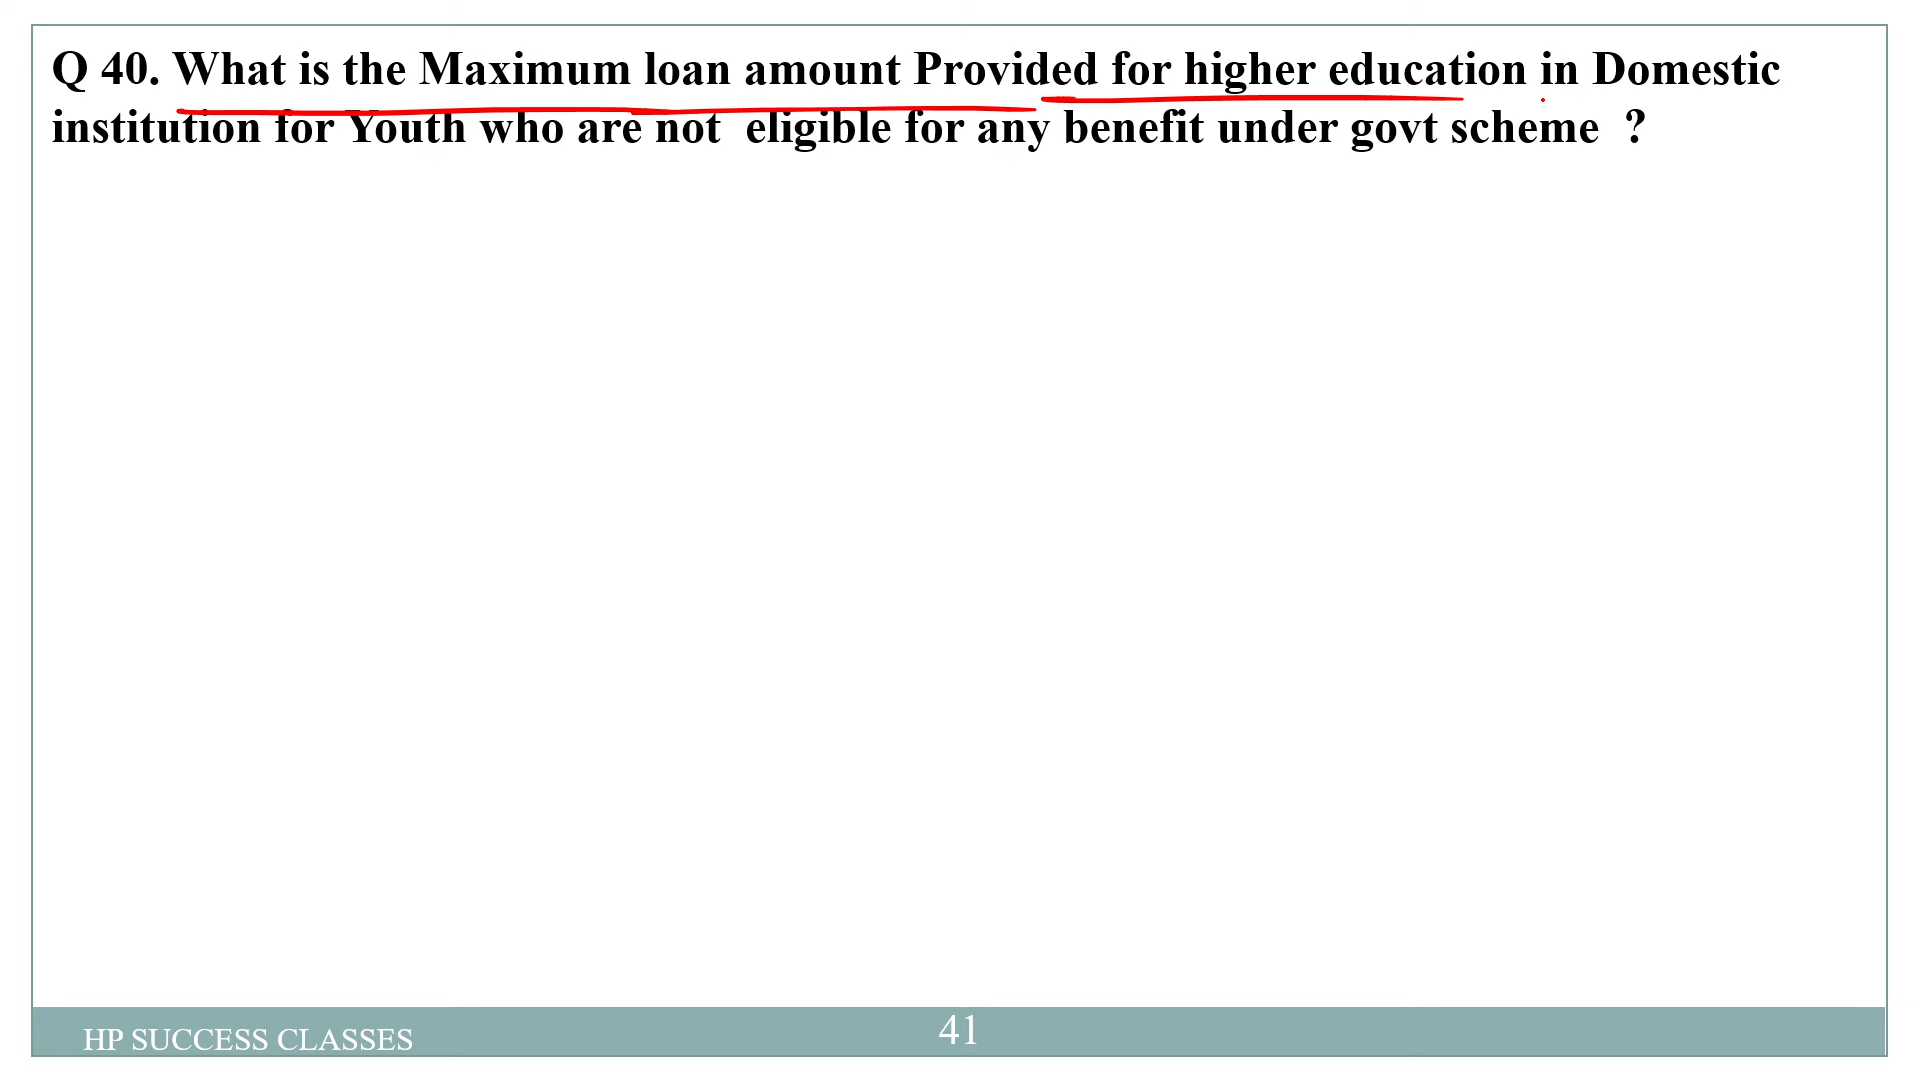 Q 40. What is the Maximum loan amount Provided for higher education in Domestic
institution for Youth who are not eligible for any benefit under govt scheme ?
HP SUCCESS CLASSES
41